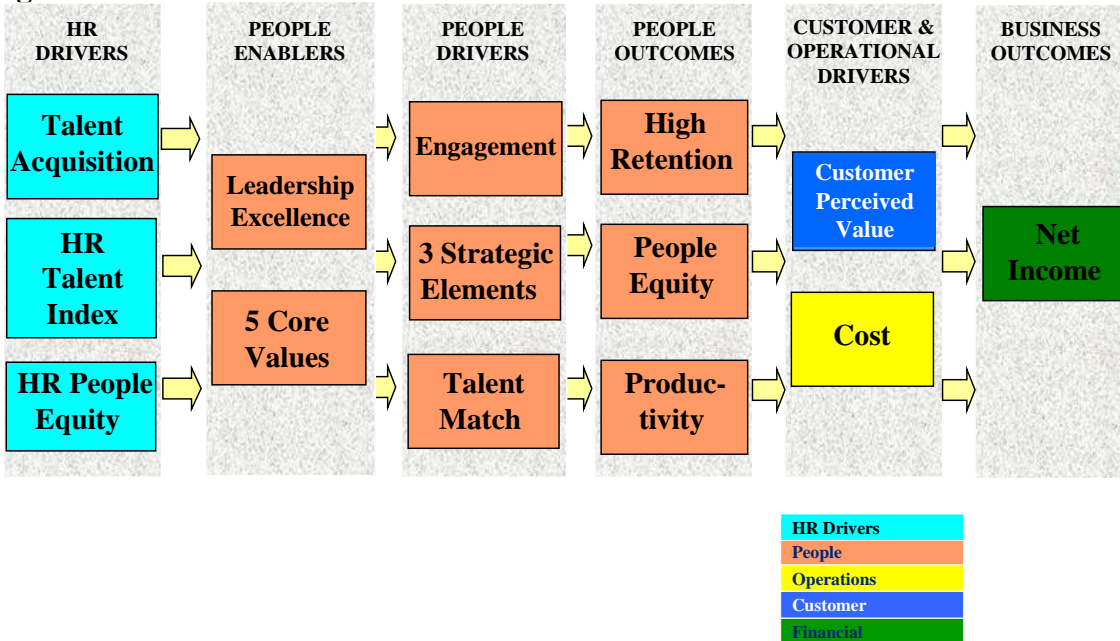 HR
DRIVERS
PEOPLE
ENABLERS
PEOPLE
DRIVERS
PEOPLE
OUTCOMES
CUSTOMER &
OPERATIONAL
DRIVERS
BUSINESS
OUTCOMES
Talent
Acquisition
HR
Talent
Index
HR People
Equity
Leadership
Excellence
5 Core
Values
Engagement
3 Strategic
Elements
Talent
Match
High
Retention
People
Equity
Produc-
tivity
Customer
Perceived
Value
Cost
Net
Income
HR Drivers
People
Operations
Customer
Financial